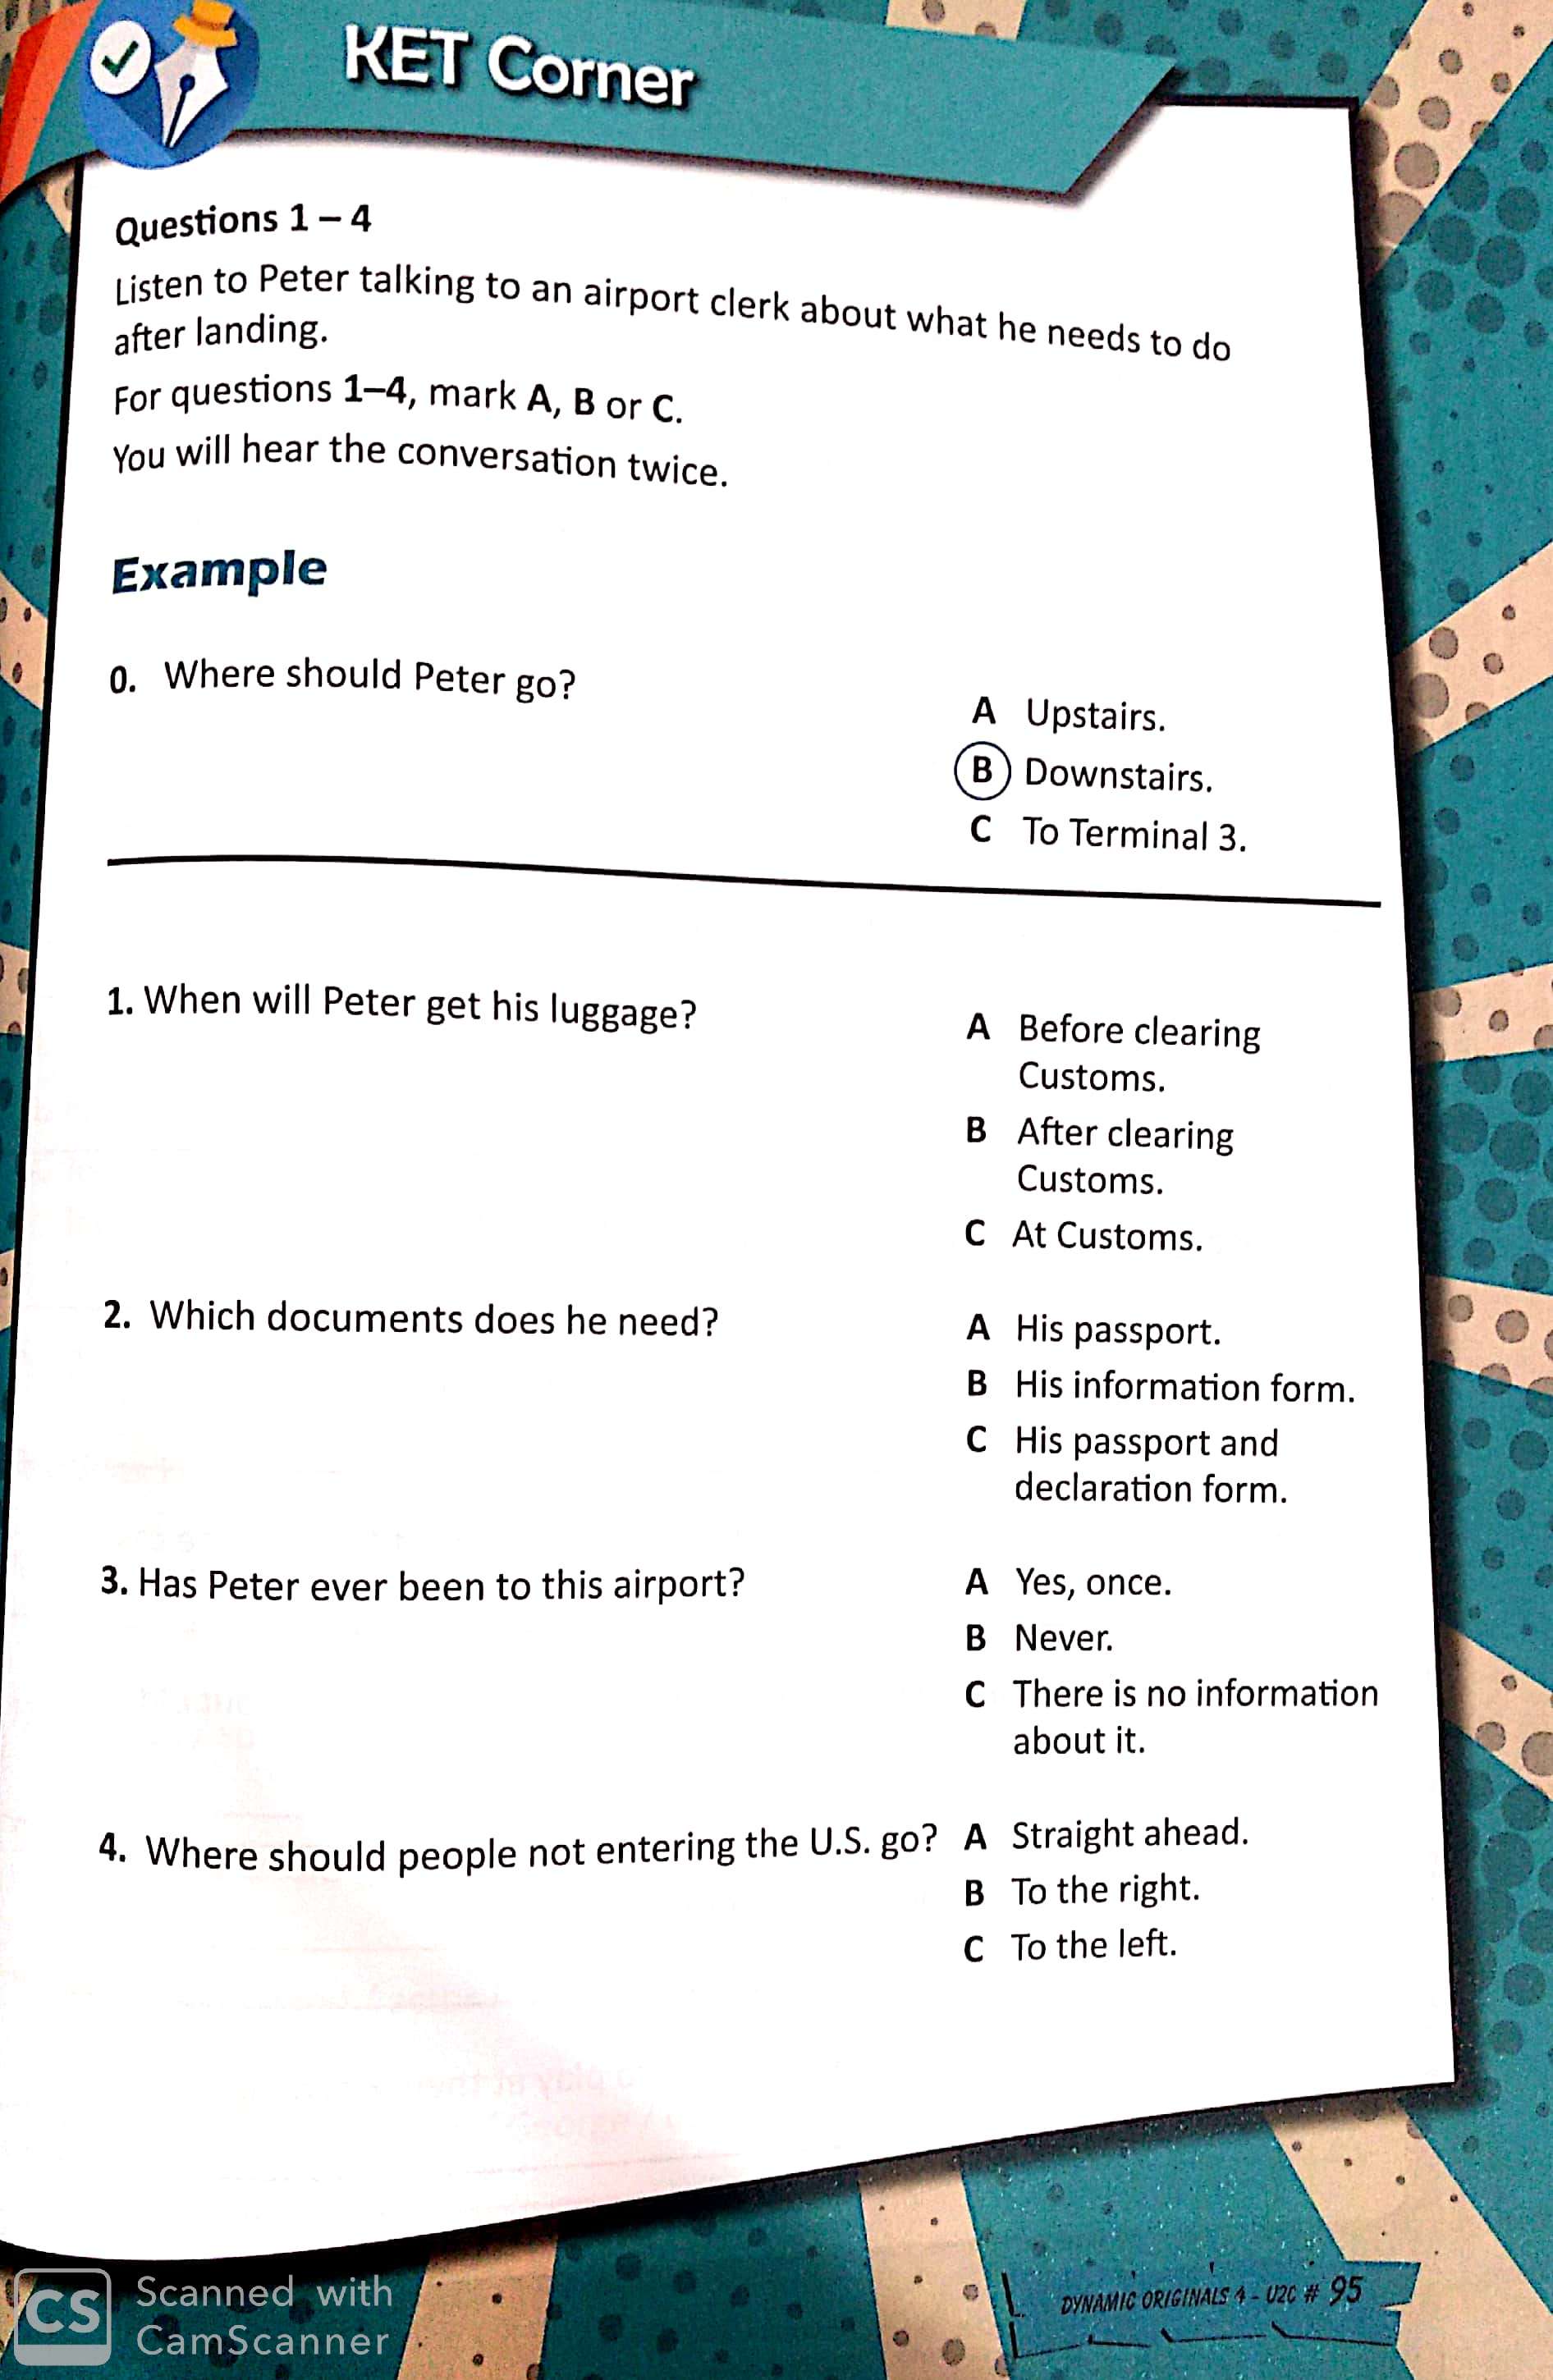 KET Corner
Questions 1 – 4
Listen to Peter talking to an airport clerk about what he needs to do
after landing.
For questions 1–4, mark A, B or C.
You will hear the conversation twice.
Example
0. Where should Peter go?
A Upstairs.
B Downstairs.
C To Terminal 3.
1. When will Peter get his luggage?
A Before clearing
Customs.
B After clearing
Customs.
C At Customs.
2. Which documents does he need?
A His passport.
B His information form.
C His passport and
declaration form.
3. Has Peter ever been to this airport?
A Yes, once.
B Never.
C There is no information
about it.
4. Where should people not entering the U.S. go?
A Straight ahead.
B To the right.
C To the left.
DYNAMIC ORIGINALS 4 - U2C # 95
CS Scanned with
CamScanner